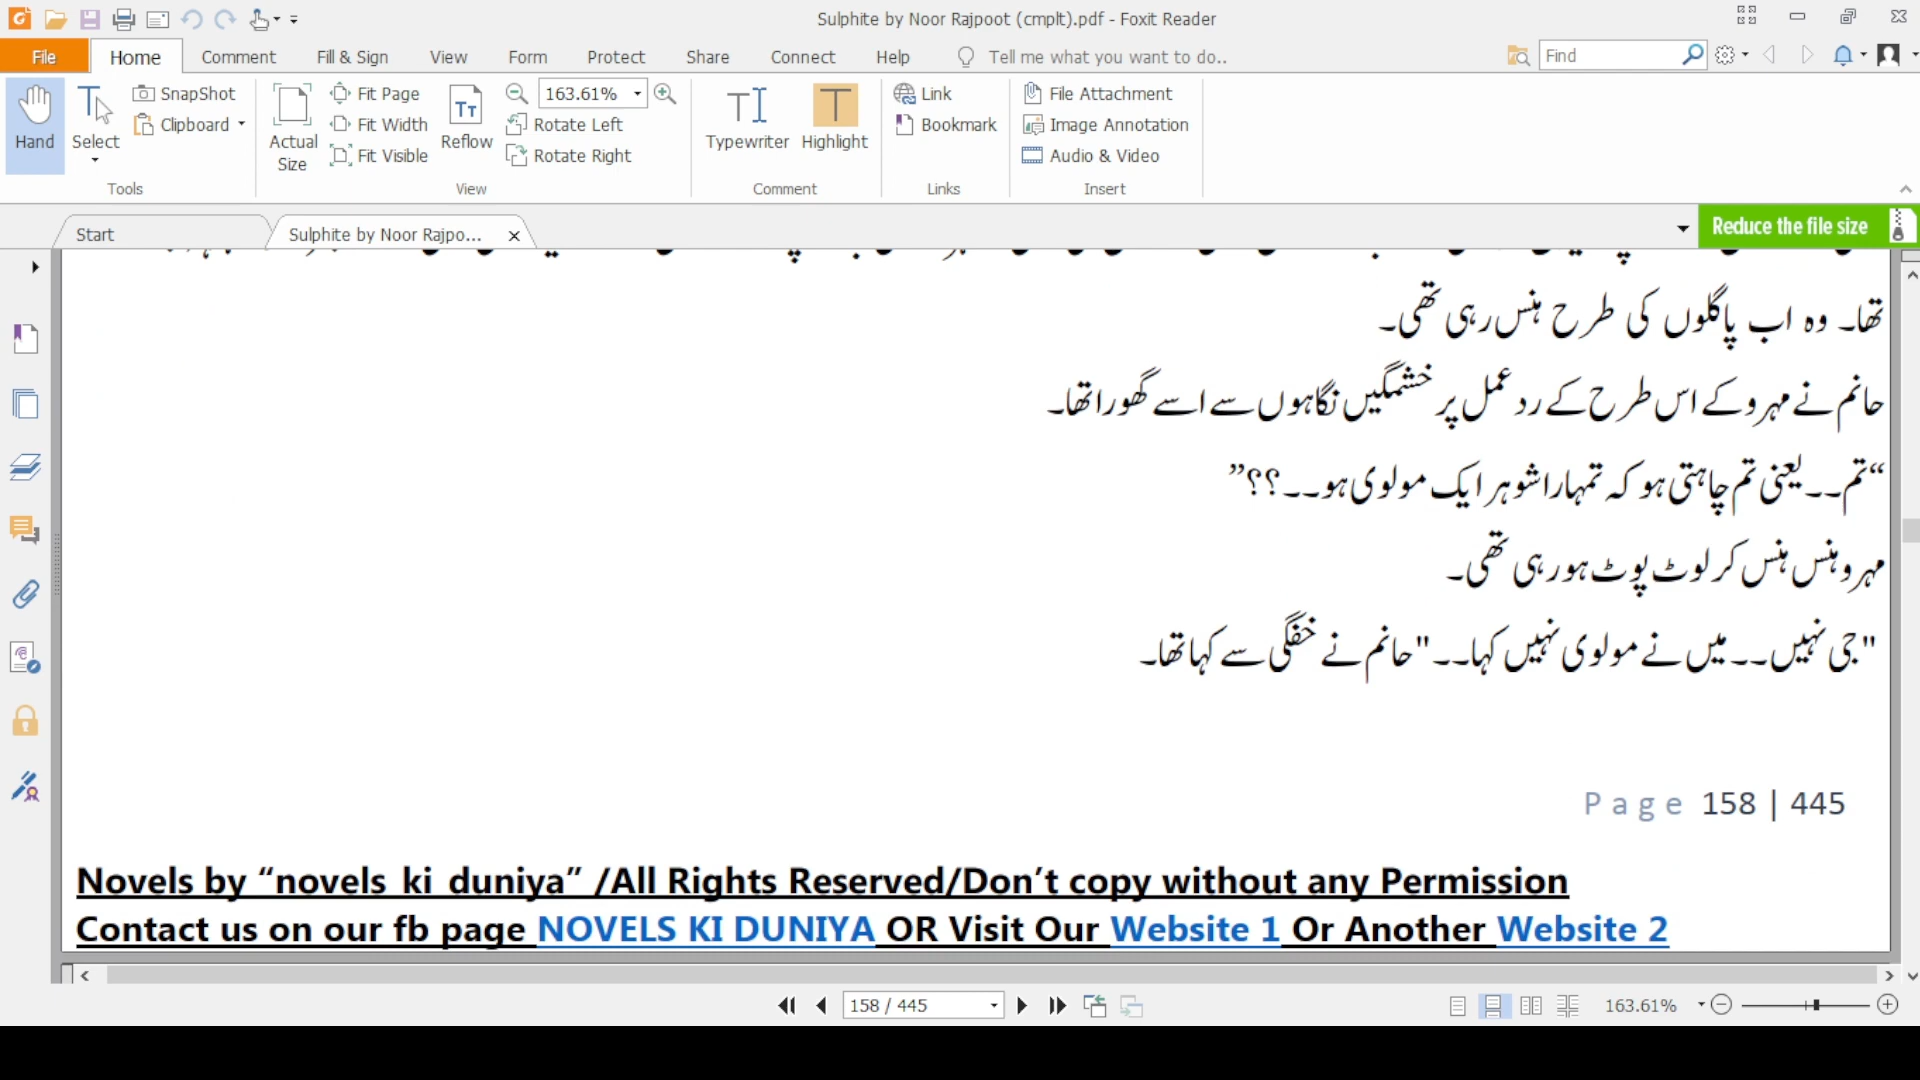 Sulphite by Noor Rajpoot (cmplt).pdf - Foxit Reader
File Home Comment Fill & Sign View Form Protect Share Connect Help Tell me what you want to do.. Find
Hand Select SnapShot Clipboard
Actual Size Fit Page Fit Width Fit Visible Reflow 163.61% Rotate Left Rotate Right
Typewriter Highlight Link Bookmark File Attachment Image Annotation Audio & Video
Tools View Comment Links Insert
Start Sulphite by Noor Rajpo... Reduce the file size
تھا۔ وہ اب پاگلوں کی طرح ہنس رہی تھی۔
حانم نے مہرو کے اس طرح کے رد عمل پر خشمگیں نگاہوں سے اسے گھورا تھا۔
“تم۔۔ یعنی تم چاہتی ہو کہ تمہارا شوہر ایک مولوی ہو۔۔؟؟”
مہرو ہنس ہنس کر لوٹ پوٹ ہو رہی تھی۔
"جی نہیں۔۔ میں نے مولوی نہیں کہا۔۔" حانم نے خفگی سے کہا تھا۔
Page 158 | 445
Novels by “novels ki duniya” /All Rights Reserved/Don’t copy without any Permission
Contact us on our fb page NOVELS KI DUNIYA OR Visit Our Website 1 Or Another Website 2
158 / 445 163.61%